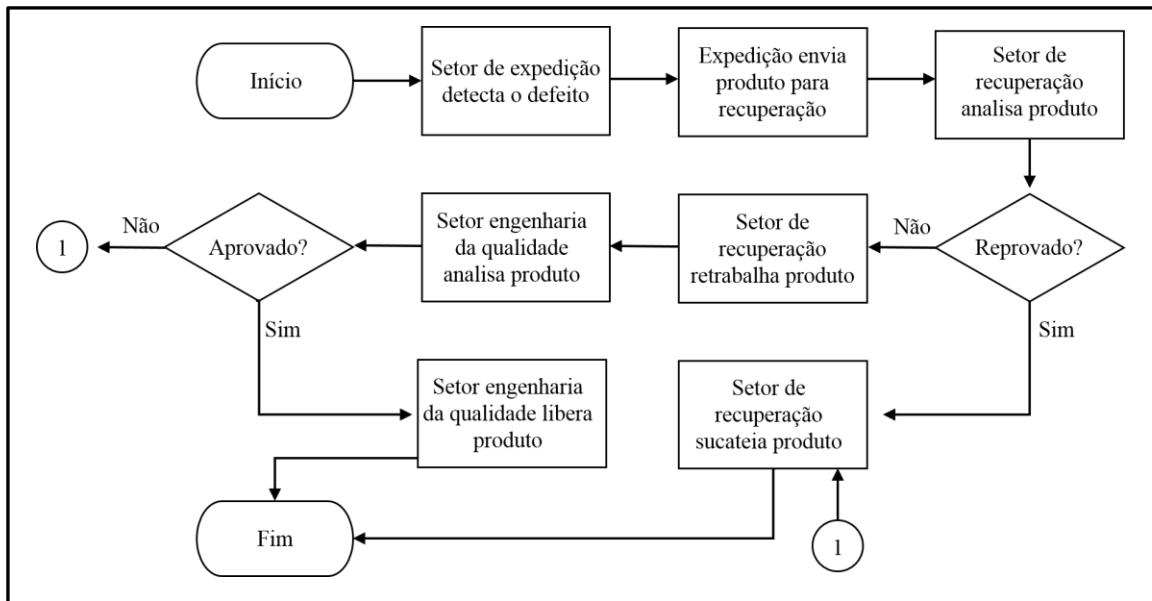 Início
Setor de expedição
detecta o defeito
Expedição envia
produto para
recuperação
Setor de
recuperação
analisa produto
1
Não
Aprovado?
Setor engenharia
da qualidade
analisa produto
Setor de
recuperação
retrabalha produto
Não
Reprovado?
Sim
Sim
Setor engenharia
da qualidade libera
produto
Setor de
recuperação
sucateia produto
Fim
1